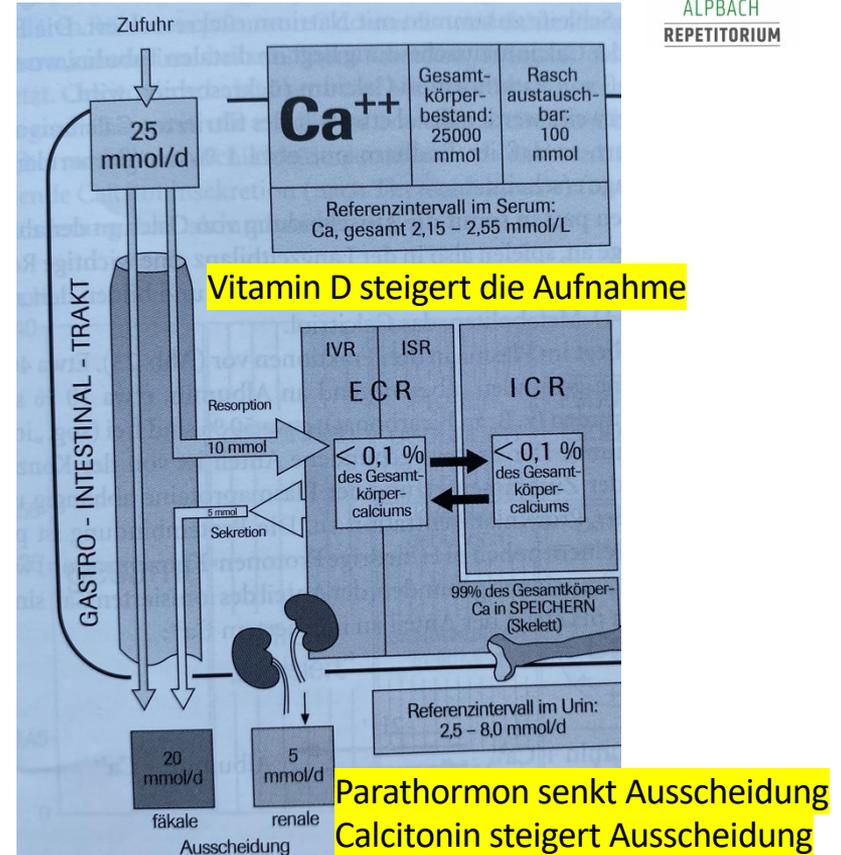 ALPBACH
REPETITORIUM
Zufuhr
25
mmol/d
Ca++
Gesamt-
körper-
bestand:
25000
mmol
Rasch
austausch-
bar:
100
mmol
Referenzintervall im Serum:
Ca, gesamt 2,15 – 2,55 mmol/L
Vitamin D steigert die Aufnahme
GASTRO - INTESTINAL - TRAKT
IVR
ISR
ECR
ICR
Resorption
10 mmol
< 0,1 %
des Gesamt-
körper-
calciums
< 0,1 %
des Gesamt-
körper-
calciums
5 mmol
Sekretion
99% des Gesamtkörper-
Ca in SPEICHERN
(Skelett)
Referenzintervall im Urin:
2,5 – 8,0 mmol/d
20
mmol/d
5
mmol/d
fäkale
renale
Ausscheidung
Parathormon senkt Ausscheidung
Calcitonin steigert Ausscheidung